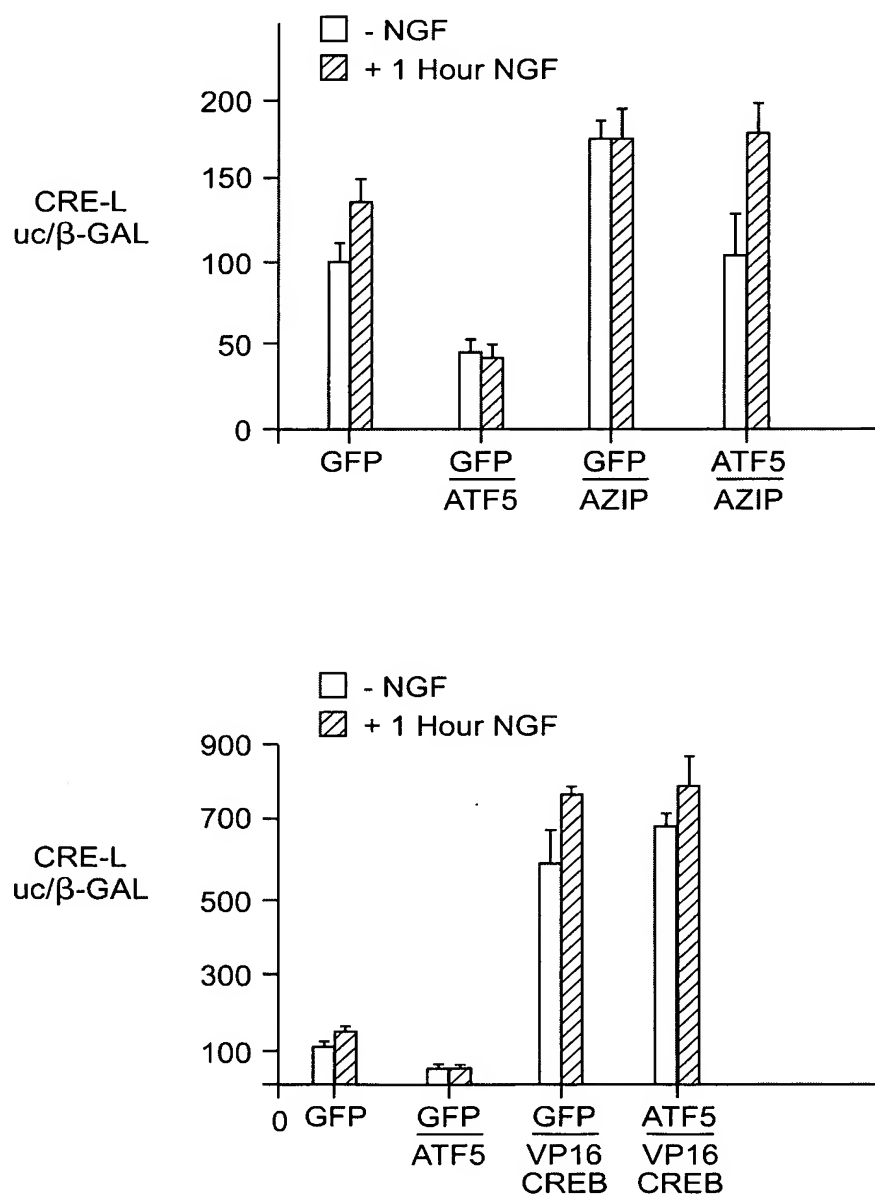 - NGF
+ 1 Hour NGF
200
150
100
50
0
CRE-L
uc/β-GAL
GFP
GFP
ATF5
GFP
AZIP
ATF5
AZIP
- NGF
+ 1 Hour NGF
900
700
500
300
100
0
CRE-L
uc/β-GAL
GFP
GFP
ATF5
GFP
VP16
CREB
ATF5
VP16
CREB